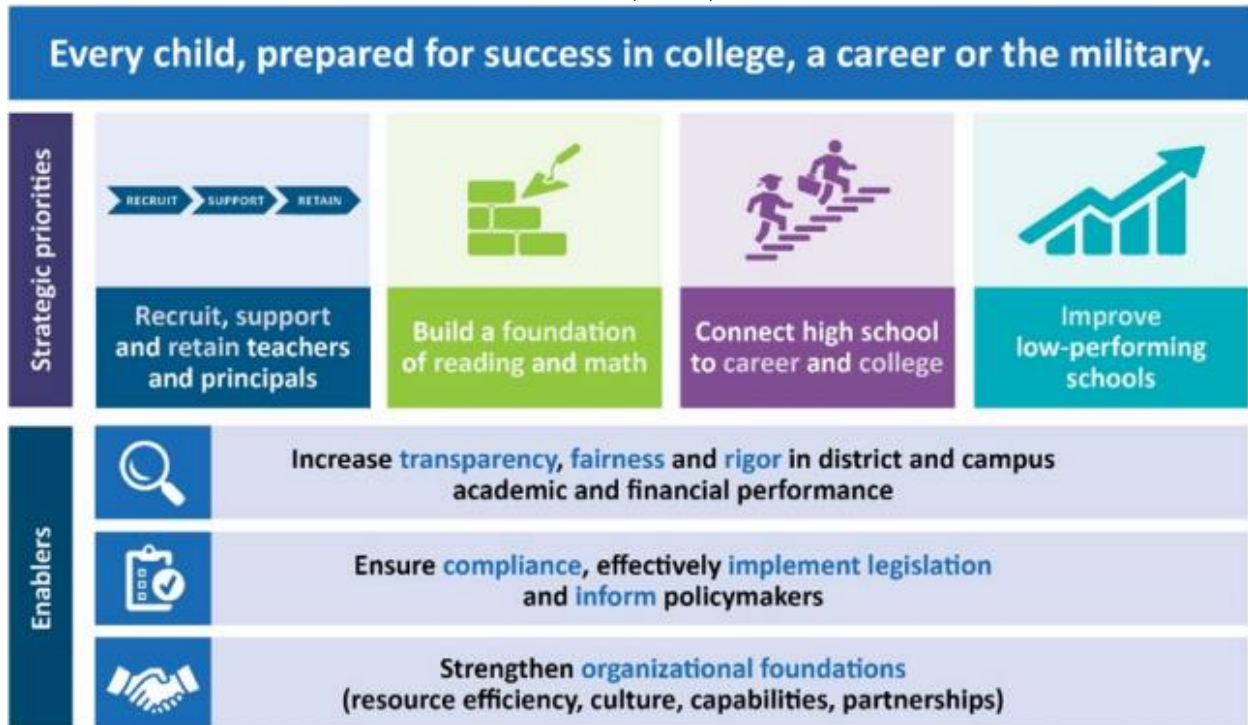 Every child, prepared for success in college, a career or the military.
Strategic priorities
RECRUIT SUPPORT RETAIN
Recruit, support
and retain teachers
and principals
Build a foundation
of reading and math
Connect high school
to career and college
Improve
low-performing
schools
Enablers
Increase transparency, fairness and rigor in district and campus
academic and financial performance
Ensure compliance, effectively implement legislation
and inform policymakers
Strengthen organizational foundations
(resource efficiency, culture, capabilities, partnerships)